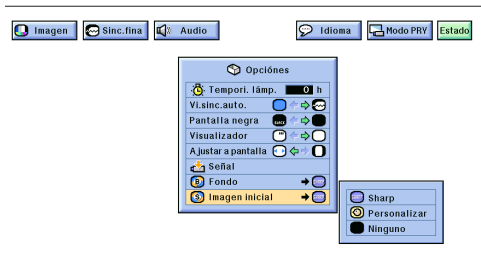 Imagen Sinc.fina Audio Idioma Modo PRY Estado
Opciónes
Tempori. lámp. 0 h
Vi.sinc.auto.
Pantalla negra
Visualizador
Ajustar a pantalla
Señal
B Fondo
S Imagen inicial
Sharp
Personalizar
Ninguno